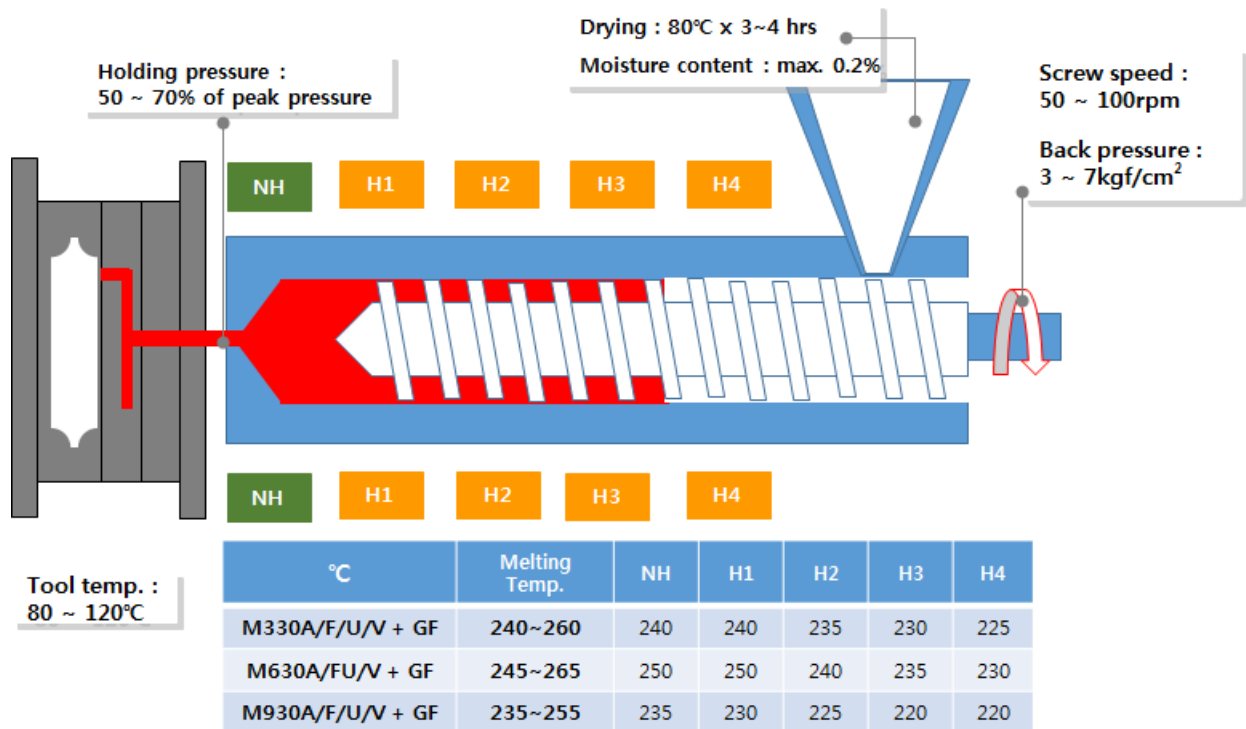 Drying : 80℃ x 3~4 hrs
Moisture content : max. 0.2%
Holding pressure :
50 ~ 70% of peak pressure
Screw speed :
50 ~ 100rpm
Back pressure :
3 ~ 7kgf/cm²
NH H1 H2 H3 H4
NH H1 H2 H3 H4
Tool temp. :
80 ~ 120℃
℃ Melting Temp. NH H1 H2 H3 H4
M330A/F/U/V + GF 240~260 240 240 235 230 225
M630A/FU/V + GF 245~265 250 250 240 235 230
M930A/F/U/V + GF 235~255 235 230 225 220 220